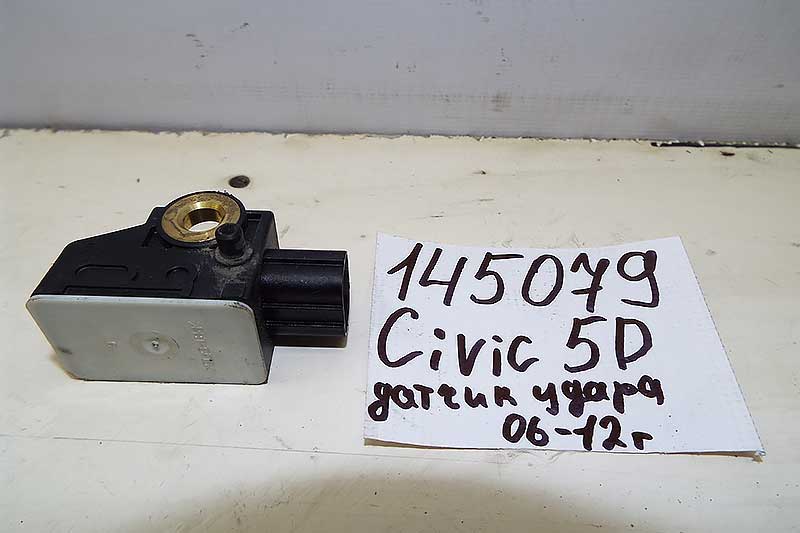 145079
Civic 5D
датчик удара
06-12г